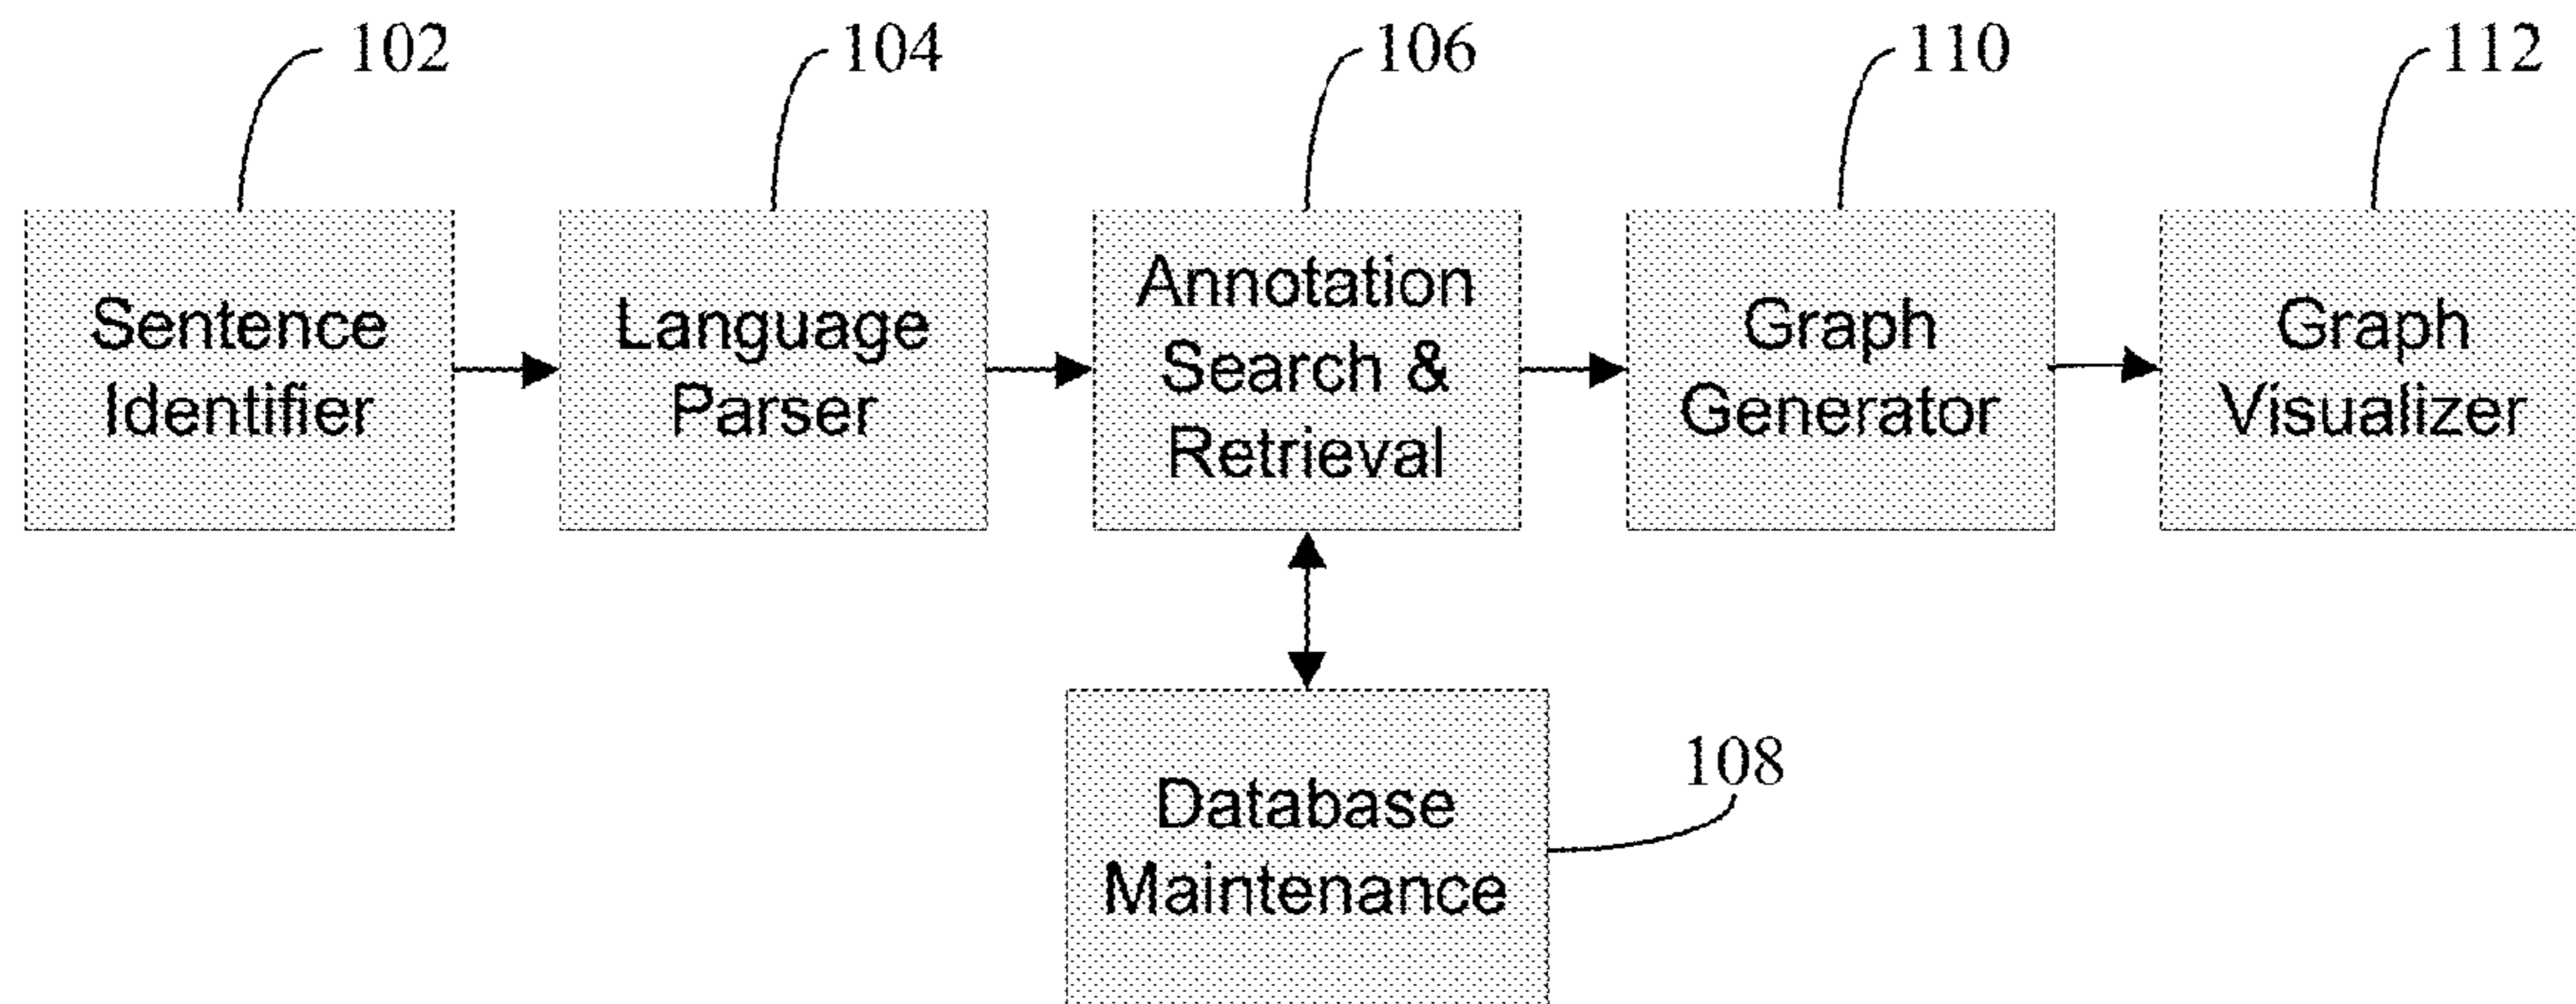 102
104
106
110
112
Sentence
Identifier
Language
Parser
Annotation
Search &
Retrieval
Graph
Generator
Graph
Visualizer
108
Database
Maintenance